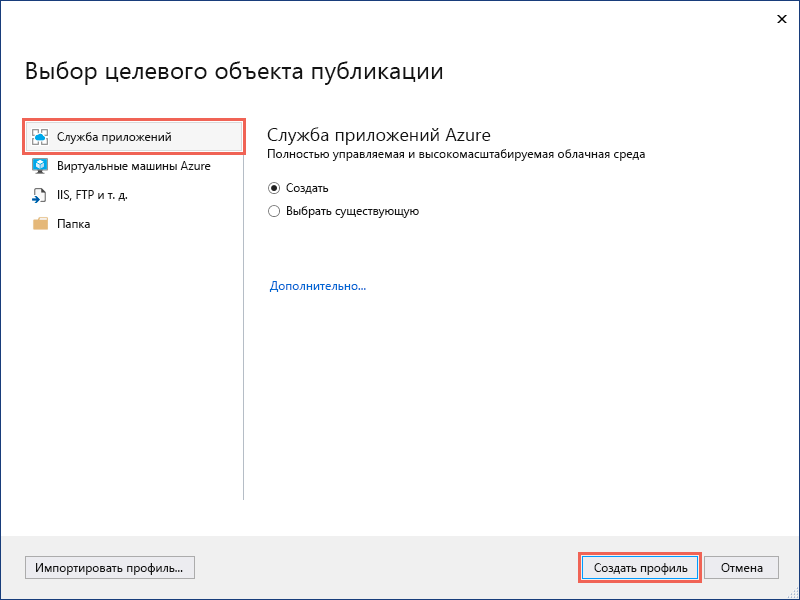 Выбор целевого объекта публикации
Служба приложений
Виртуальные машины Azure
IIS, FTP и т. д.
Папка
Служба приложений Azure
Полностью управляемая и высокомасштабируемая облачная среда
Создать
Выбрать существующую
Дополнительно...
Импортировать профиль...
Создать профиль
Отмена